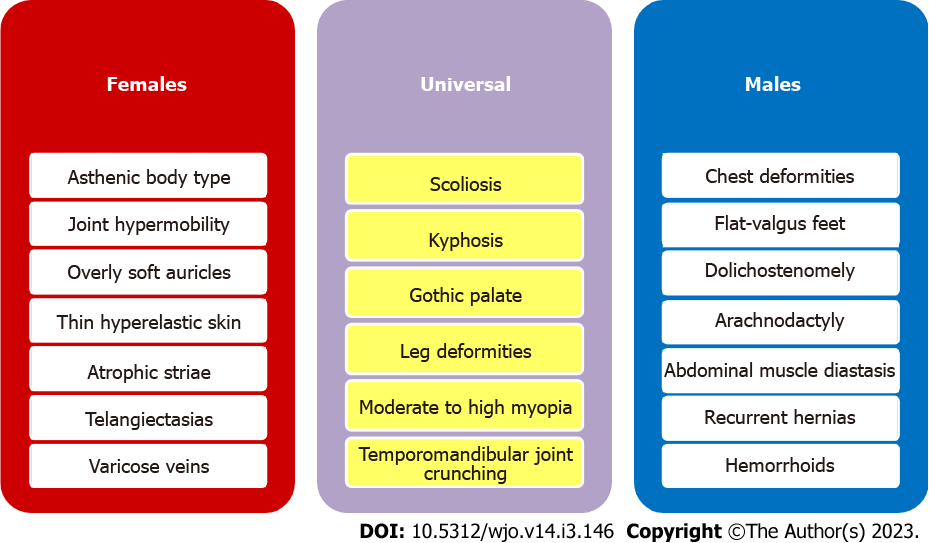 Females
Asthenic body type
Joint hypermobility
Overly soft auricles
Thin hyperelastic skin
Atrophic striae
Telangiectasias
Varicose veins
Universal
Scoliosis
Kyphosis
Gothic palate
Leg deformities
Moderate to high myopia
Temporomandibular joint
crunching
Males
Chest deformities
Flat-valgus feet
Dolichostenomely
Arachnodactyly
Abdominal muscle diastasis
Recurrent hernias
Hemorrhoids
DOI: 10.5312/wjo.v14.i3.146 Copyright ©The Author(s) 2023.